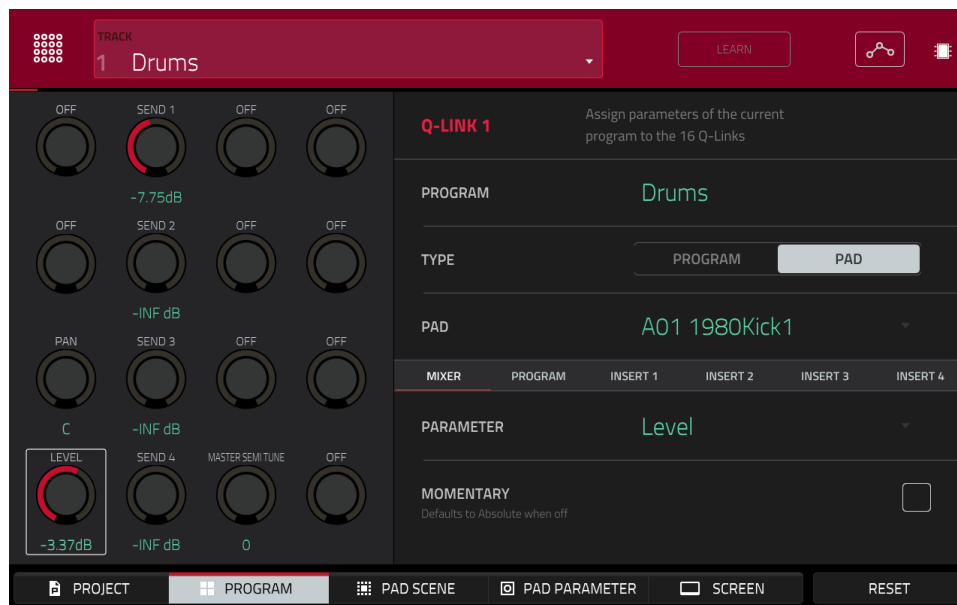 TRACK
1 Drums
LEARN
OFF SEND 1 OFF OFF
-7.75dB
OFF SEND 2 OFF OFF
-INF dB
PAN SEND 3 OFF OFF
C -INF dB
LEVEL SEND 4 MASTER SEMI TUNE OFF
-3.37dB -INF dB 0
Q-LINK 1
Assign parameters of the current
program to the 16 Q-Links
PROGRAM Drums
TYPE PROGRAM PAD
PAD A01 1980Kick1
MIXER PROGRAM INSERT 1 INSERT 2 INSERT 3 INSERT 4
PARAMETER Level
MOMENTARY
Defaults to Absolute when off
PROJECT PROGRAM PAD SCENE PAD PARAMETER SCREEN RESET